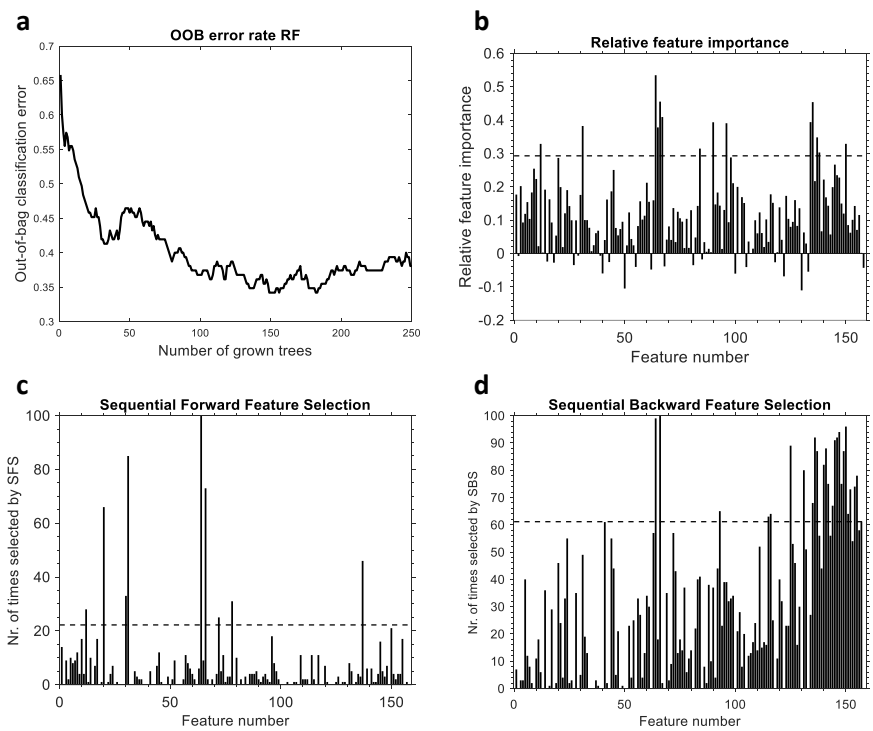 a
OOB error rate RF
0.7
0.65
0.6
0.55
0.5
0.45
0.4
0.35
0.3
Out-of-bag classification error
0 50 100 150 200 250
Number of grown trees
b
Relative feature importance
0.6
0.5
0.4
0.3
0.2
0.1
0
-0.1
-0.2
Relative feature importance
0 50 100 150
Feature number
c
Sequential Forward Feature Selection
100
80
60
40
20
0
Nr. of times selected by SFS
0 50 100 150
Feature number
d
Sequential Backward Feature Selection
100
90
80
70
60
50
40
30
20
10
0
Nr. of times selected by SBS
0 50 100 150
Feature number